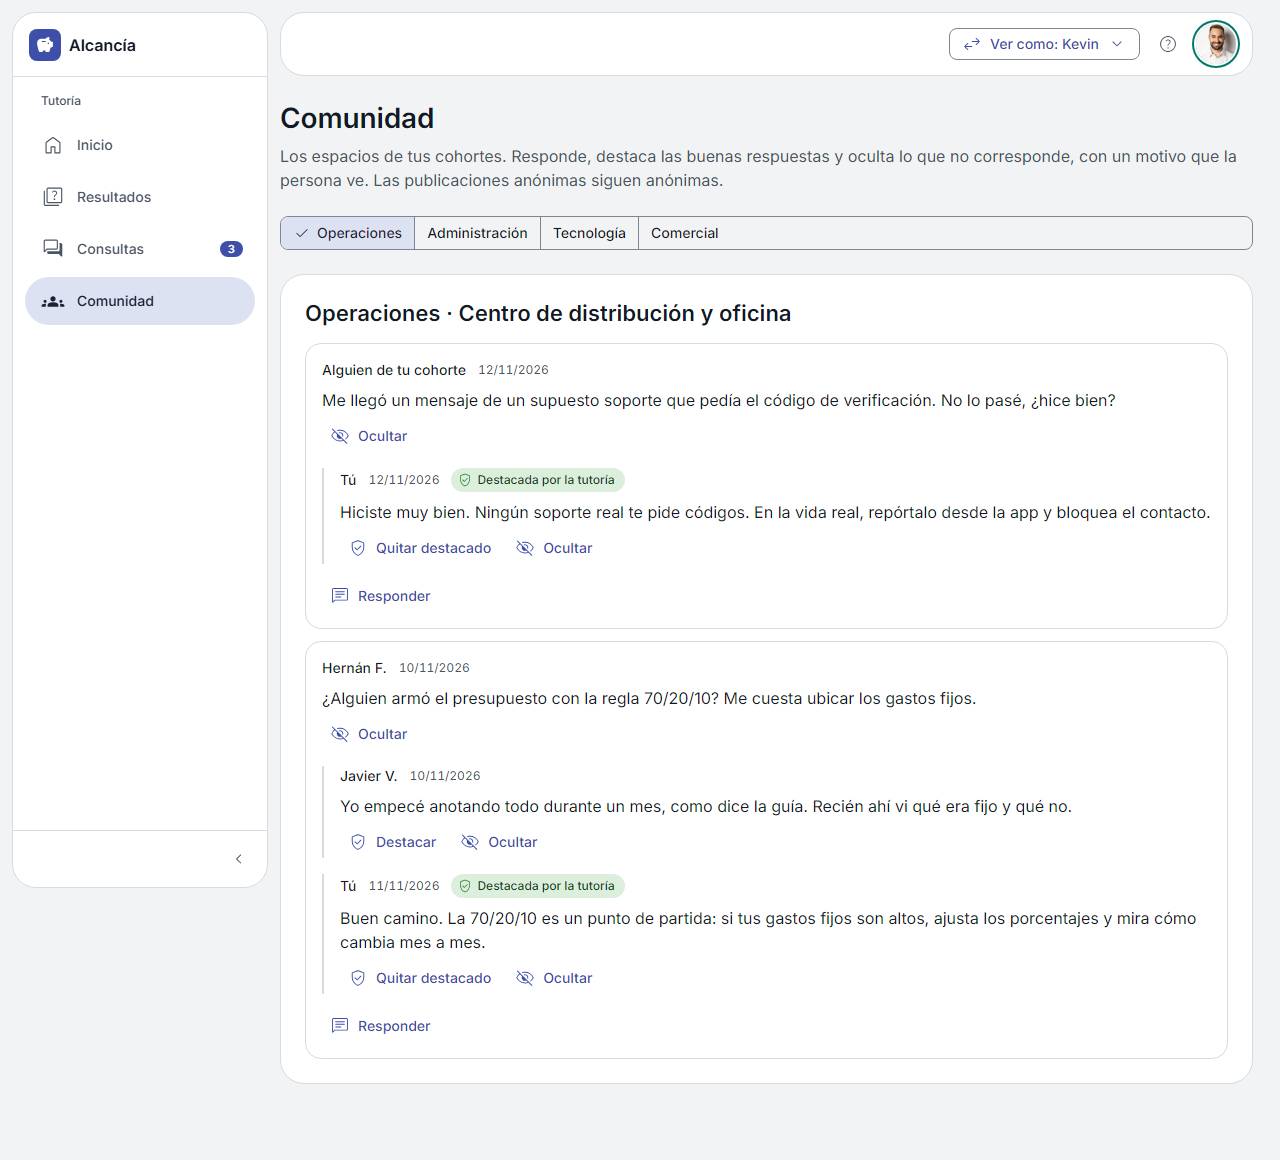 Alcancía
Ver como: Kevin
Tutoría
Inicio
Resultados
Consultas 3
Comunidad
Comunidad
Los espacios de tus cohortes. Responde, destaca las buenas respuestas y oculta lo que no corresponde, con un motivo que la
persona ve. Las publicaciones anónimas siguen anónimas.
Operaciones Administración Tecnología Comercial
Operaciones · Centro de distribución y oficina
Alguien de tu cohorte 12/11/2026
Me llegó un mensaje de un supuesto soporte que pedía el código de verificación. No lo pasé, ¿hice bien?
Ocultar
Tú 12/11/2026 Destacada por la tutoría
Hiciste muy bien. Ningún soporte real te pide códigos. En la vida real, repórtalo desde la app y bloquea el contacto.
Quitar destacado Ocultar
Responder
Hernán F. 10/11/2026
¿Alguien armó el presupuesto con la regla 70/20/10? Me cuesta ubicar los gastos fijos.
Ocultar
Javier V. 10/11/2026
Yo empecé anotando todo durante un mes, como dice la guía. Recién ahí vi qué era fijo y qué no.
Destacar Ocultar
Tú 11/11/2026 Destacada por la tutoría
Buen camino. La 70/20/10 es un punto de partida: si tus gastos fijos son altos, ajusta los porcentajes y mira cómo
cambia mes a mes.
Quitar destacado Ocultar
Responder